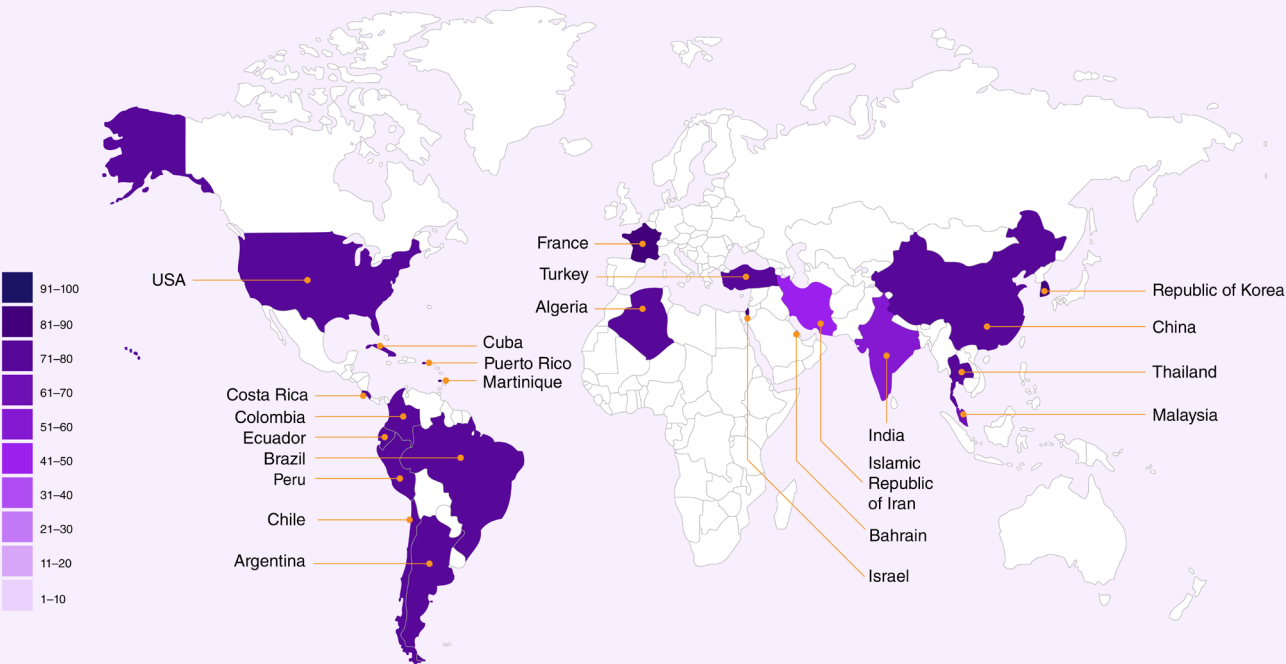 France
Turkey
Algeria
USA
Republic of Korea
China
Thailand
Malaysia
Cuba
Puerto Rico
Martinique
Costa Rica
Colombia
Ecuador
Brazil
Peru
Chile
Argentina
India
Islamic
Republic
of Iran
Bahrain
Israel
91–100
81–90
71–80
61–70
51–60
41–50
31–40
21–30
11–20
1–10